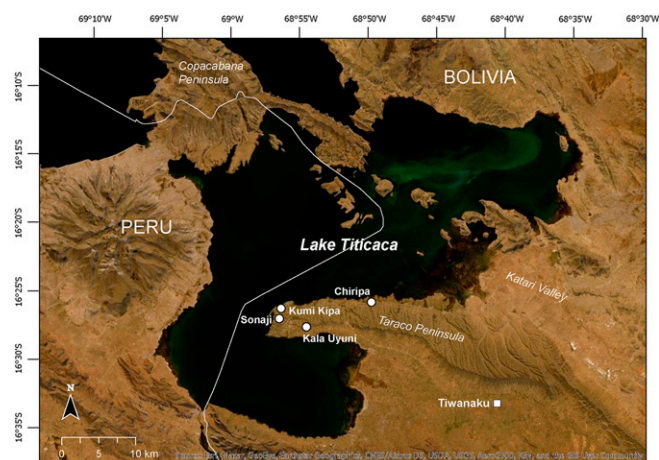 69°10'W 69°5'W 69°W 68°55'W 68°50'W 68°45'W 68°40'W 68°35'W 68°30'W
16°10'S
16°15'S
16°20'S
16°25'S
16°30'S
16°35'S
Copacabana
Peninsula
BOLIVIA
PERU
Lake Titicaca
Katari Valley
Chiripa
Kumi Kipa
Sonaji
Taraco Peninsula
Kala Uyuni
Tiwanaku
N
0 5 10 km